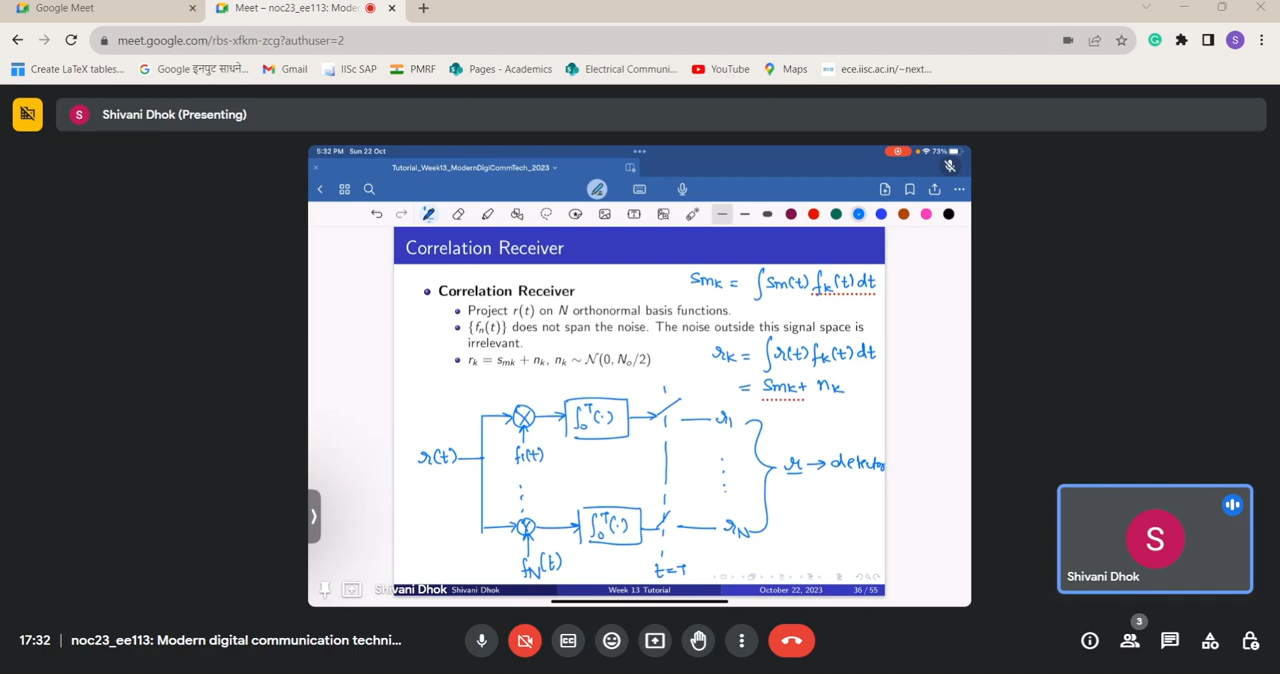 Google Meet
Meet – noc23_ee113: Mode
meet.google.com/rbs-xfkm-zcg?authuser=2
S
Create LaTeX tables...
Google इनपुट साधने...
Gmail
IISc SAP
PMRF
Pages - Academics
Electrical Communi...
YouTube
Maps
ece.iisc.ac.in/~next...
S
Shivani Dhok (Presenting)
5:32 PM Sun 22 Oct
73%
Tutorial_Week13_ModernDigiCommTech_2023
Correlation Receiver
Smk = ∫Sm(t) fk(t) dt
Correlation Receiver
Project r(t) on N orthonormal basis functions.
{fn(t)} does not span the noise. The noise outside this signal space is
irrelevant.
rk = smk + nk, nk ~ N(0, No/2)
rk = ∫r(t) fk(t) dt
= Smk + nk
r(t)
f1(t)
∫0^T(·)
r1
r → detector
fN(t)
∫0^T(·)
rN
t=T
Shivani Dhok
Shivani Dhok
Week 13 Tutorial
October 22, 2023
36 / 55
S
Shivani Dhok
17:32 | noc23_ee113: Modern digital communication techni...
3